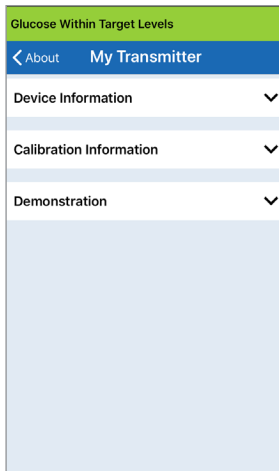 Glucose Within Target Levels
About My Transmitter
Device Information
Calibration Information
Demonstration